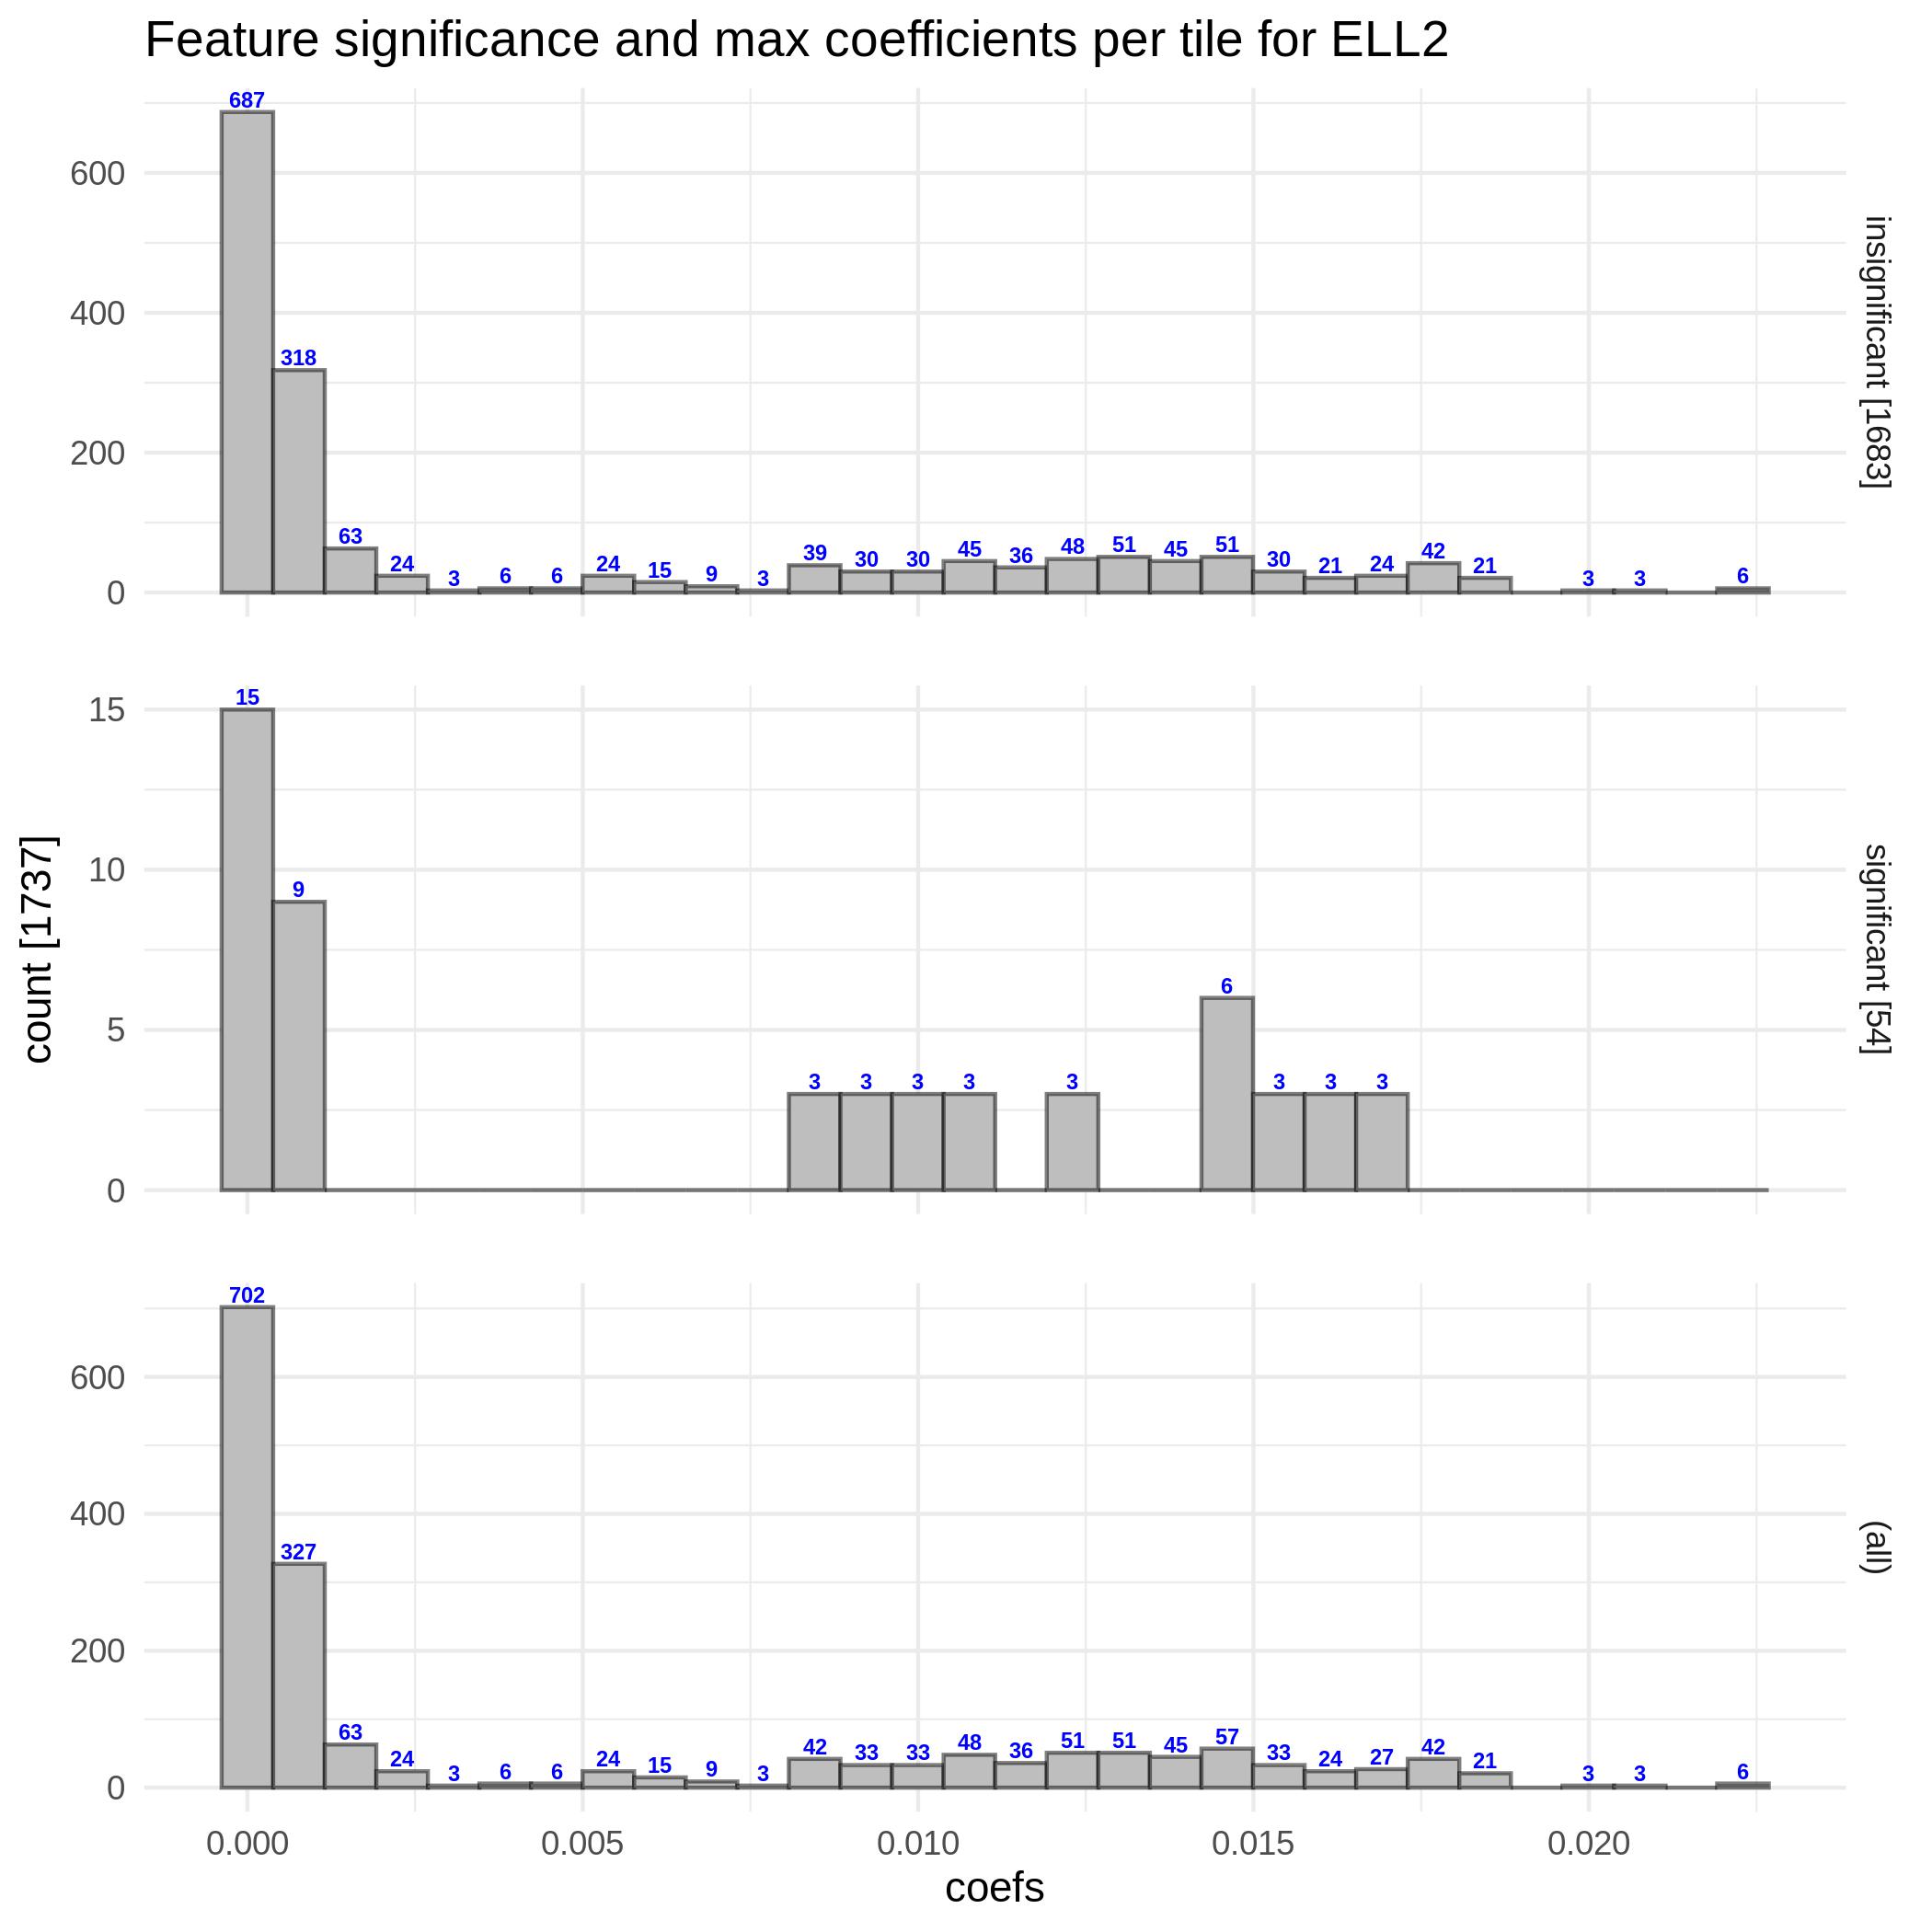 Feature significance and max coefficients per tile for ELL2
687
600
400
318
200
63 24 3 6 6 24 15 9 3 39 30 30 45 36 48 51 45 51 30 21 24 42 21 3 3 6
0
insignificant [1683]
15
15
10
9
6
5
3 3 3 3 3 3 3 3
0
significant [54]
count [1737]
702
600
400
327
200
63 24 3 6 6 24 15 9 3 42 33 33 48 36 51 51 45 57 33 24 27 42 21 3 3 6
0
(all)
0.000 0.005 0.010 0.015 0.020
coefs